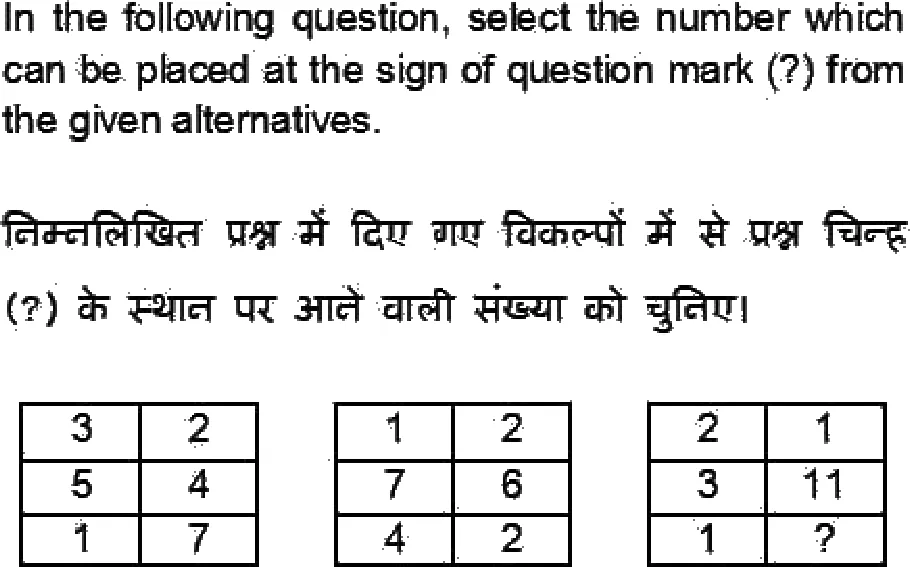 In the following question, select the number which
can be placed at the sign of question mark (?) from
the given alternatives.
निम्नलिखित प्रश्न में दिए गए विकल्पों में से प्रश्न चिन्ह
(?) के स्थान पर आने वाली संख्या को चुनिए।
3 2 1 2 2 1
5 4 7 6 3 11
1 7 4 2 1 ?